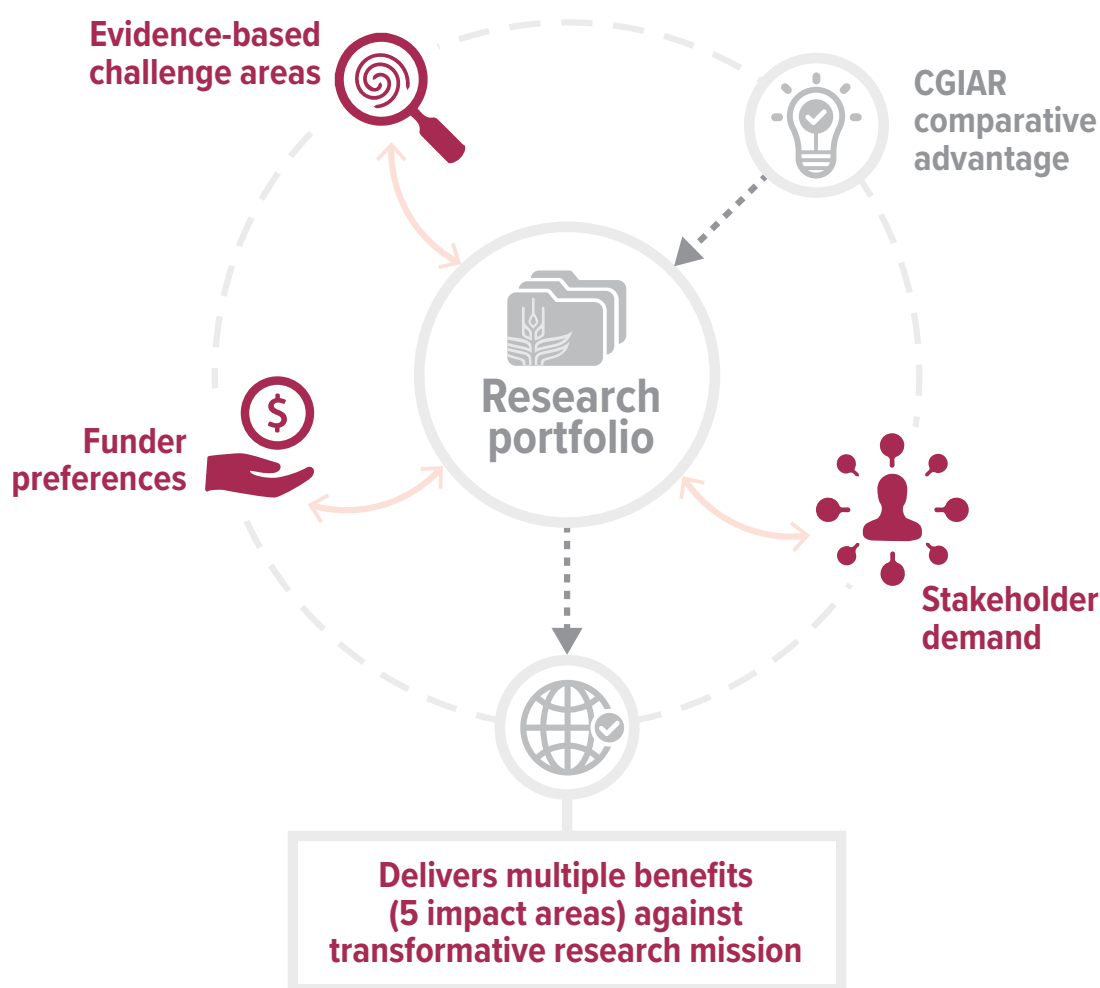 Evidence-based
challenge areas
CGIAR
comparative
advantage
Research
portfolio
$
Funder
preferences
Stakeholder
demand
Delivers multiple benefits
(5 impact areas) against
transformative research mission